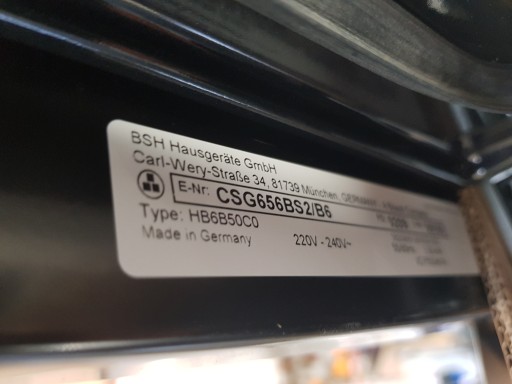 BSH Hausgeräte GmbH
Carl-Wery-Straße 34, 81739 München, GERMANY
E-Nr: CSG656BS2/B6
Type: HB6B50C0
220V - 240V~
Made in Germany